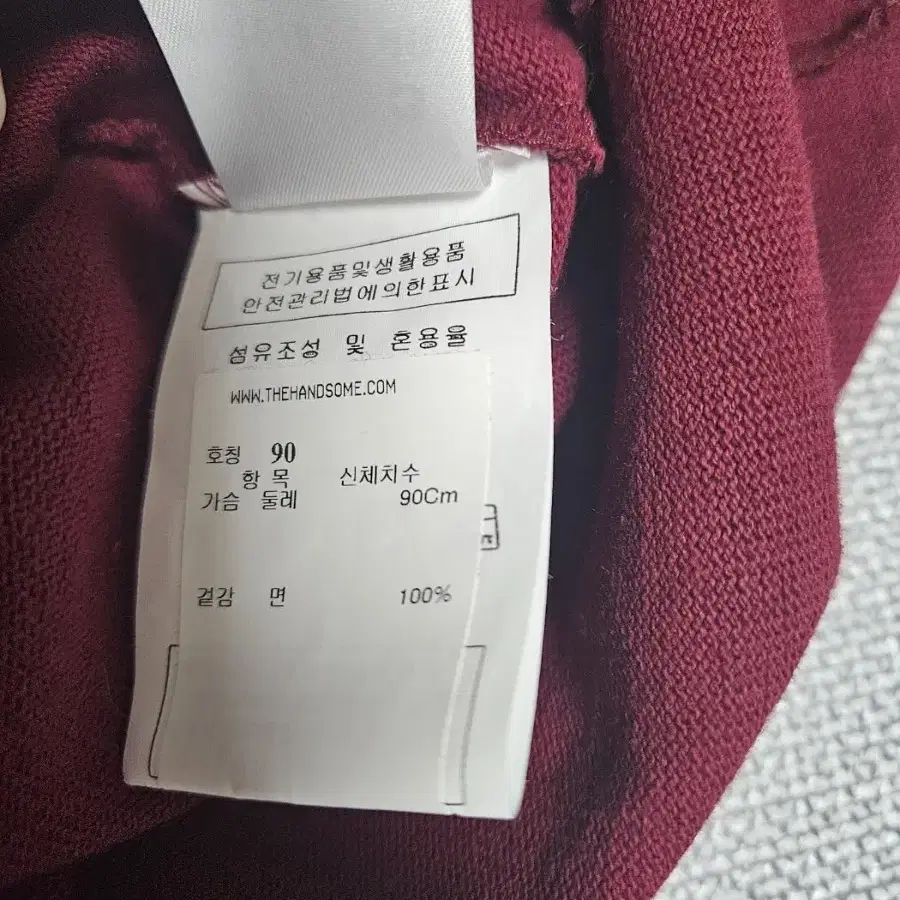 전기용품및생활용품
안전관리법에의한표시
섬유조성 및 혼용율
WWW.THEHANDSOME.COM
호칭 90
항목 신체치수
가슴 둘레 90Cm
겉감 면 100%